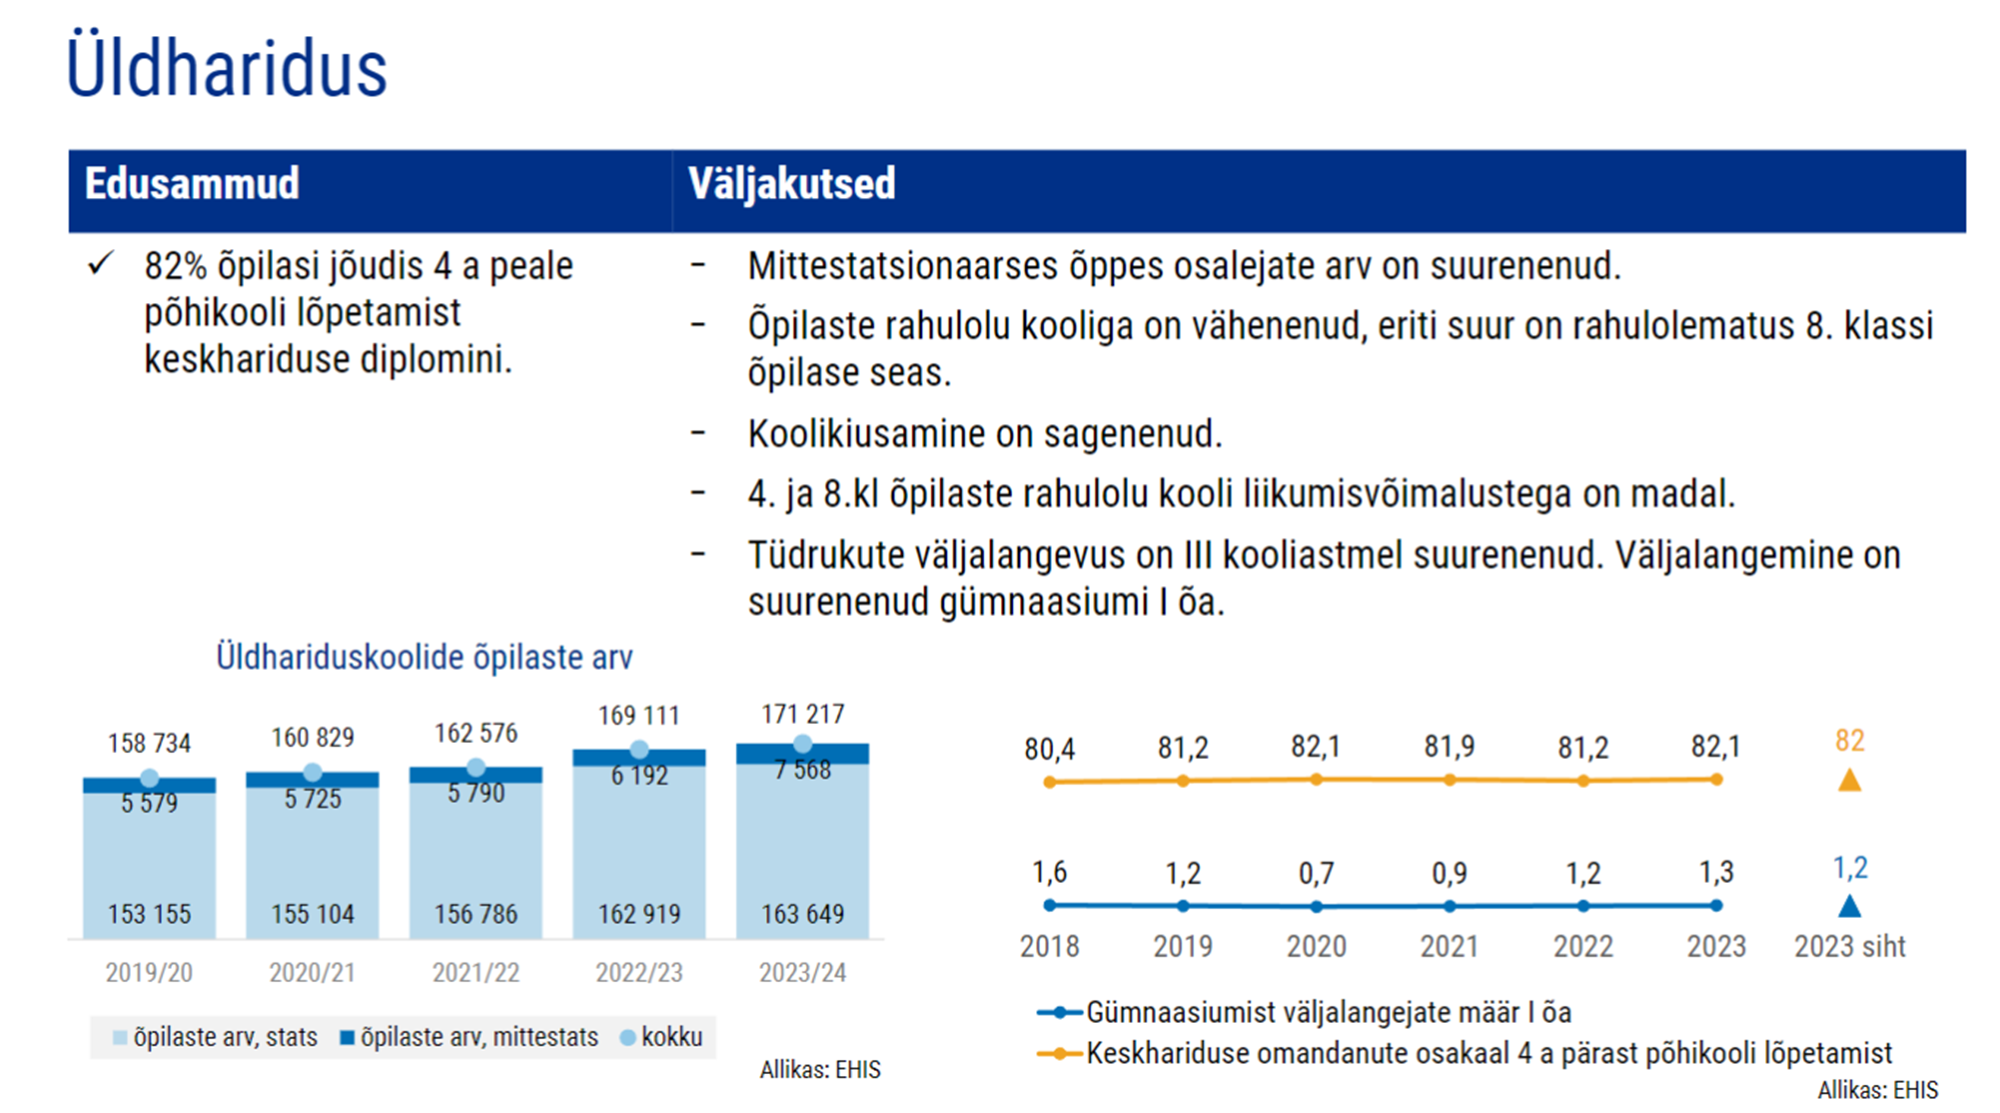 Üldharidus
Edusammud
Väljakutsed
✓ 82% õpilasi jõudis 4 a peale
põhikooli lõpetamist
keskhariduse diplomini.
- Mittestatsionaarses õppes osalejate arv on suurenenud.
- Õpilaste rahulolu kooliga on vähenenud, eriti suur on rahulolematus 8. klassi
õpilase seas.
- Koolikiusamine on sagenenud.
- 4. ja 8.kl õpilaste rahulolu kooli liikumisvõimalustega on madal.
- Tüdrukute väljalangevus on III kooliastmel suurenenud. Väljalangemine on
suurenenud gümnaasiumi I õa.
Üldhariduskoolide õpilaste arv
158 734 160 829 162 576 169 111 171 217
5 579 5 725 5 790 6 192 7 568
153 155 155 104 156 786 162 919 163 649
2019/20 2020/21 2021/22 2022/23 2023/24
õpilaste arv, stats õpilaste arv, mittestats kokku
Allikas: EHIS
80,4 81,2 82,1 81,9 81,2 82,1 82
1,6 1,2 0,7 0,9 1,2 1,3 1,2
2018 2019 2020 2021 2022 2023 2023 siht
Gümnaasiumist väljalangejate määr I õa
Keskhariduse omandanute osakaal 4 a pärast põhikooli lõpetamist
Allikas: EHIS